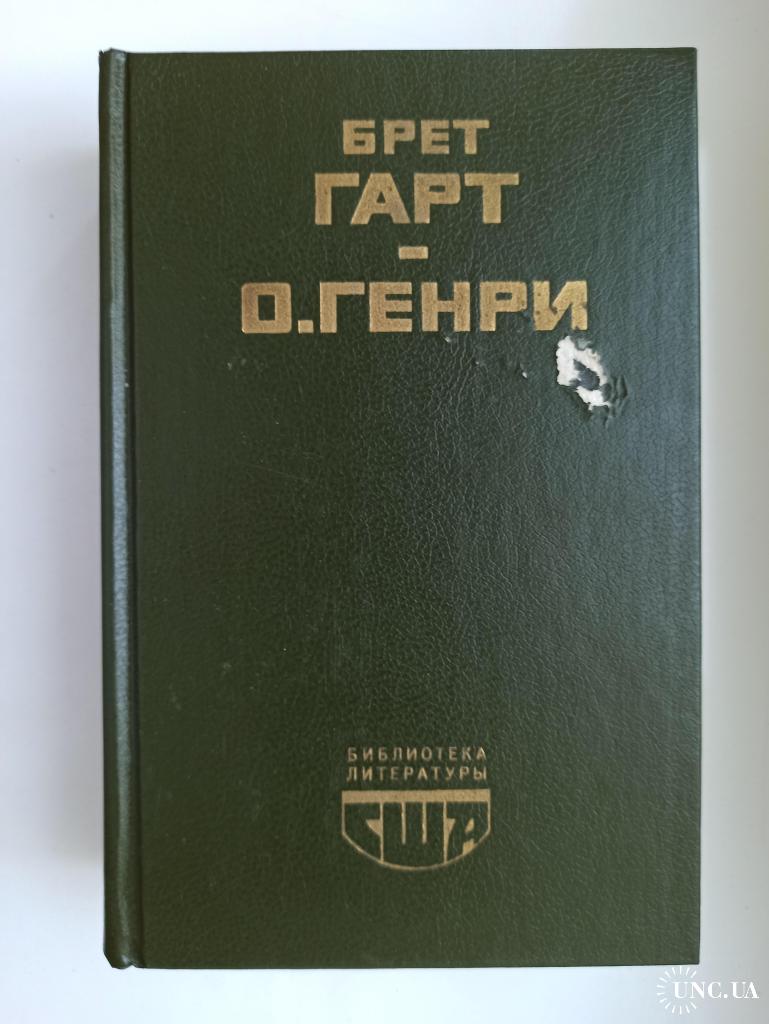 БРЕТ
ГАРТ
-
О.ГЕНРИ
БИБЛИОТЕКА
ЛИТЕРАТУРЫ
США
UNC.UA